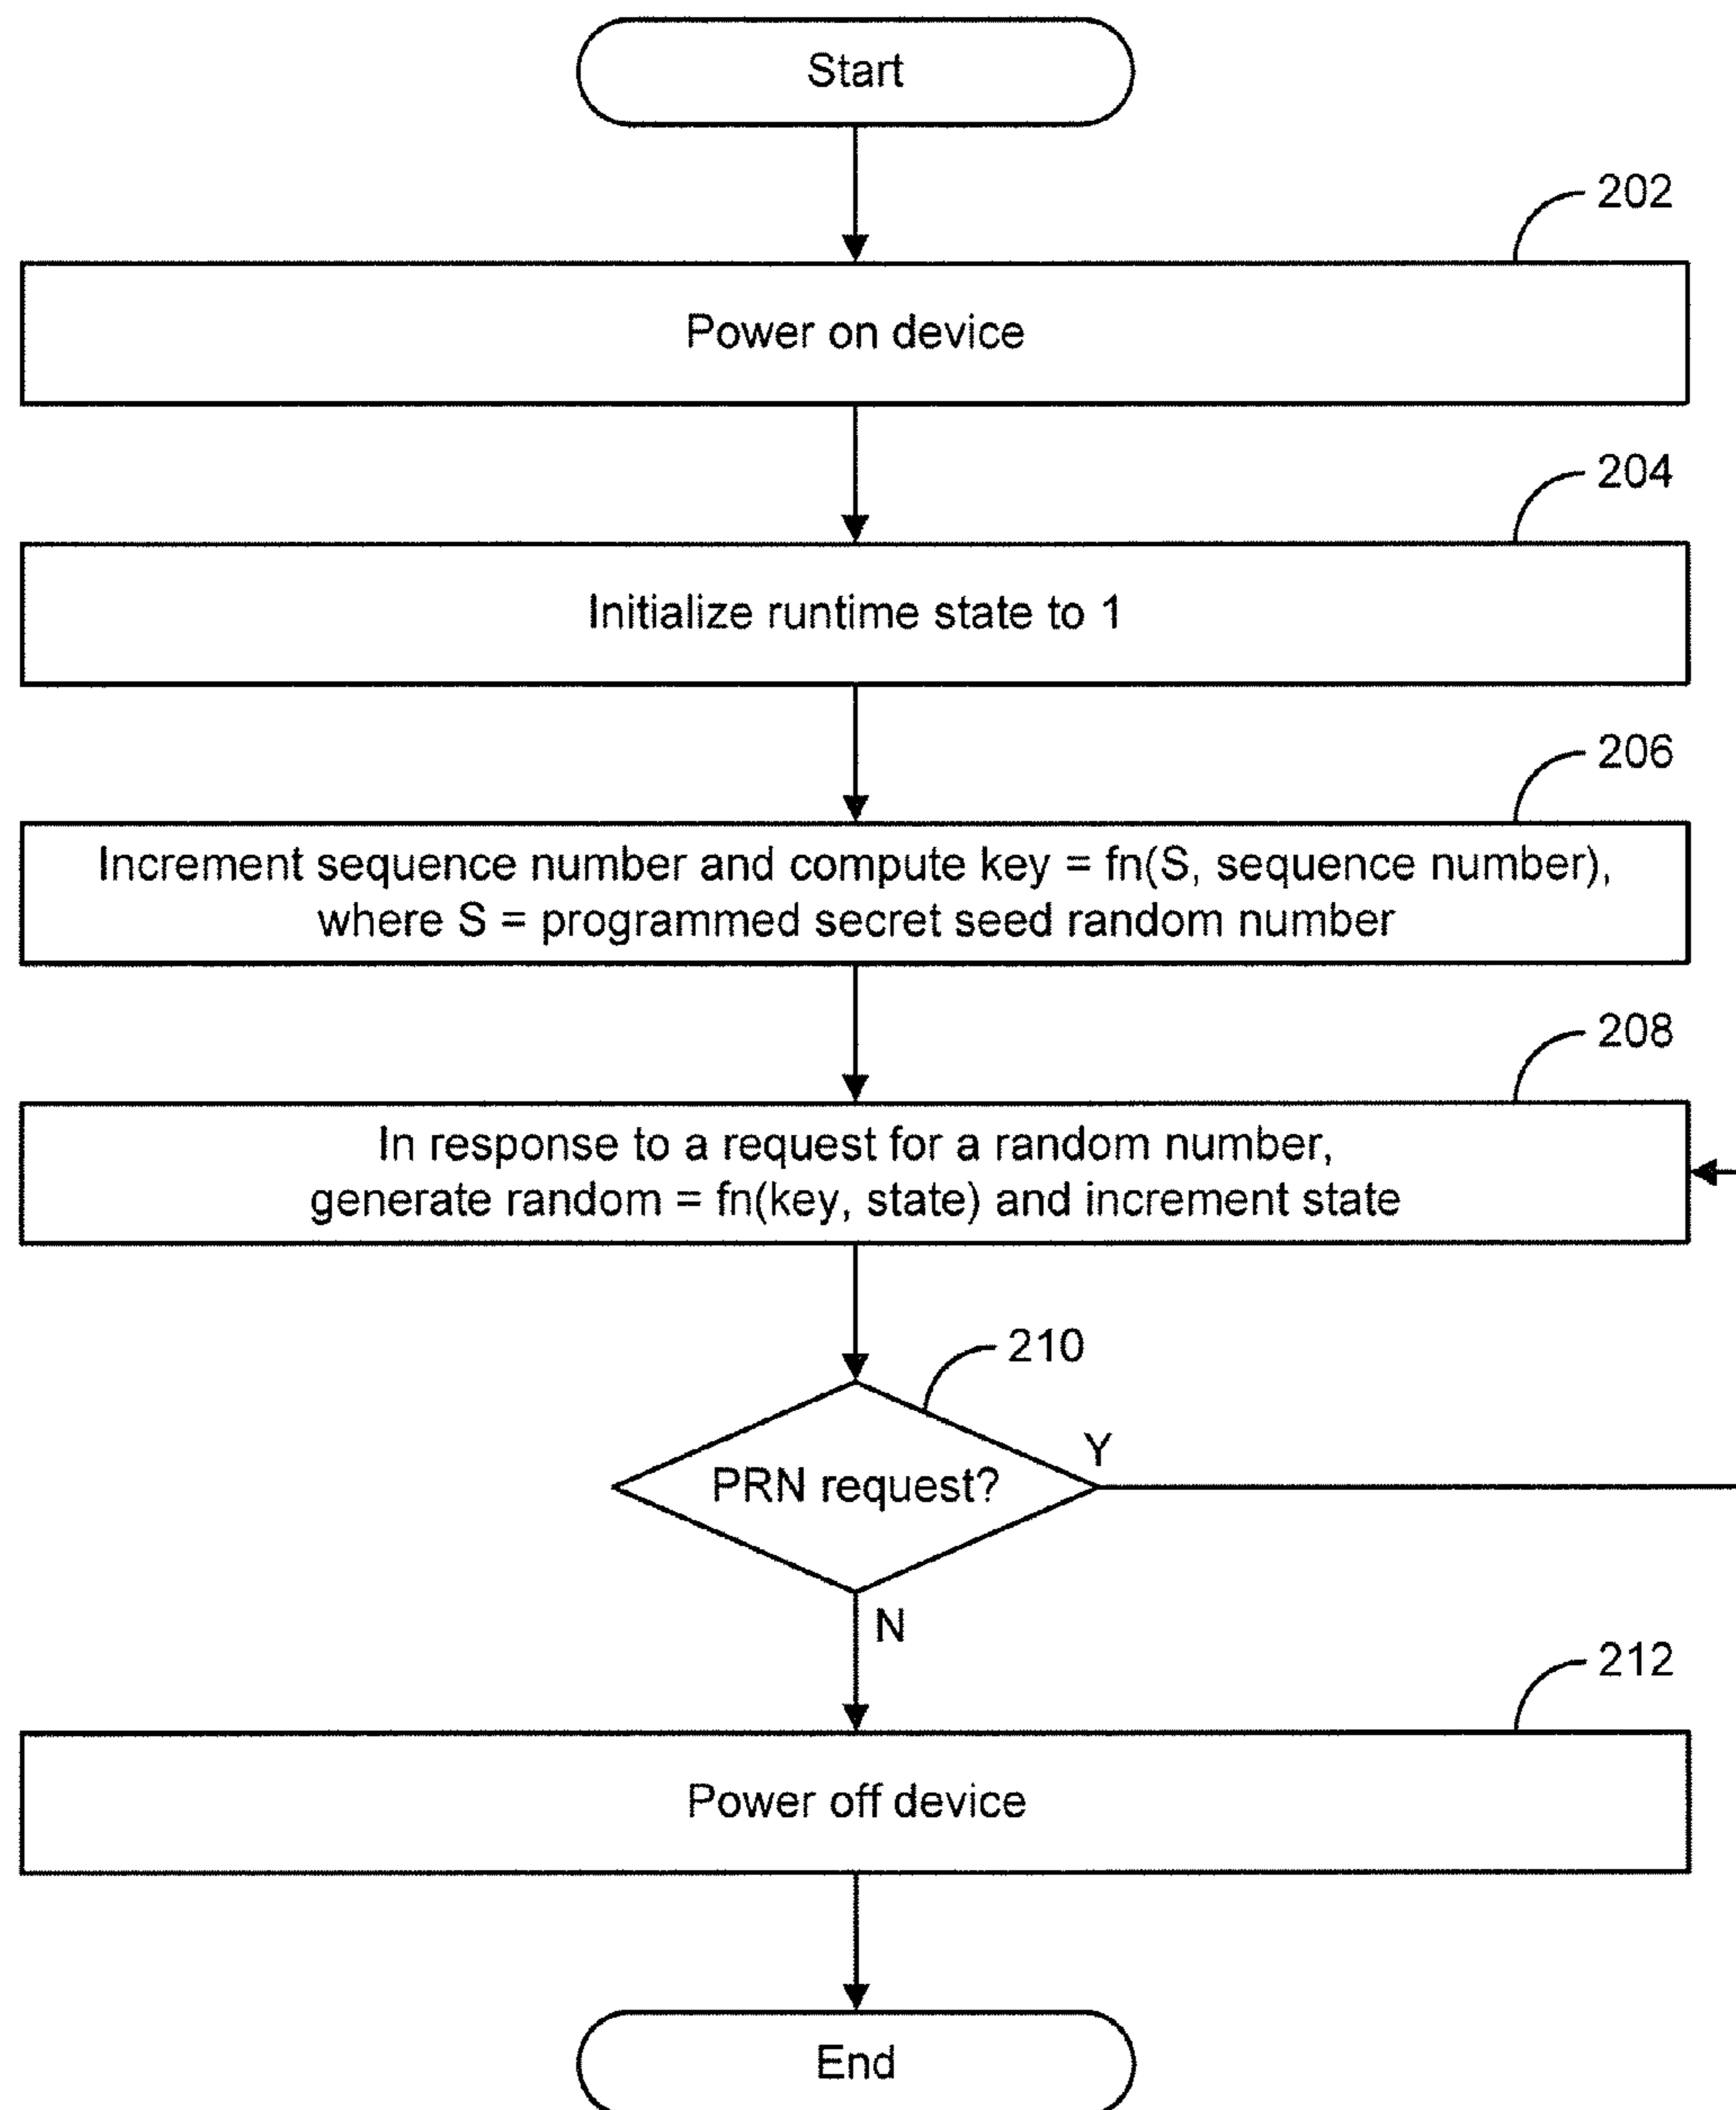 Start
202
Power on device
204
Initialize runtime state to 1
206
Increment sequence number and compute key = fn(S, sequence number),
where S = programmed secret seed random number
208
In response to a request for a random number,
generate random = fn(key, state) and increment state
210
PRN request?
Y
N
212
Power off device
End